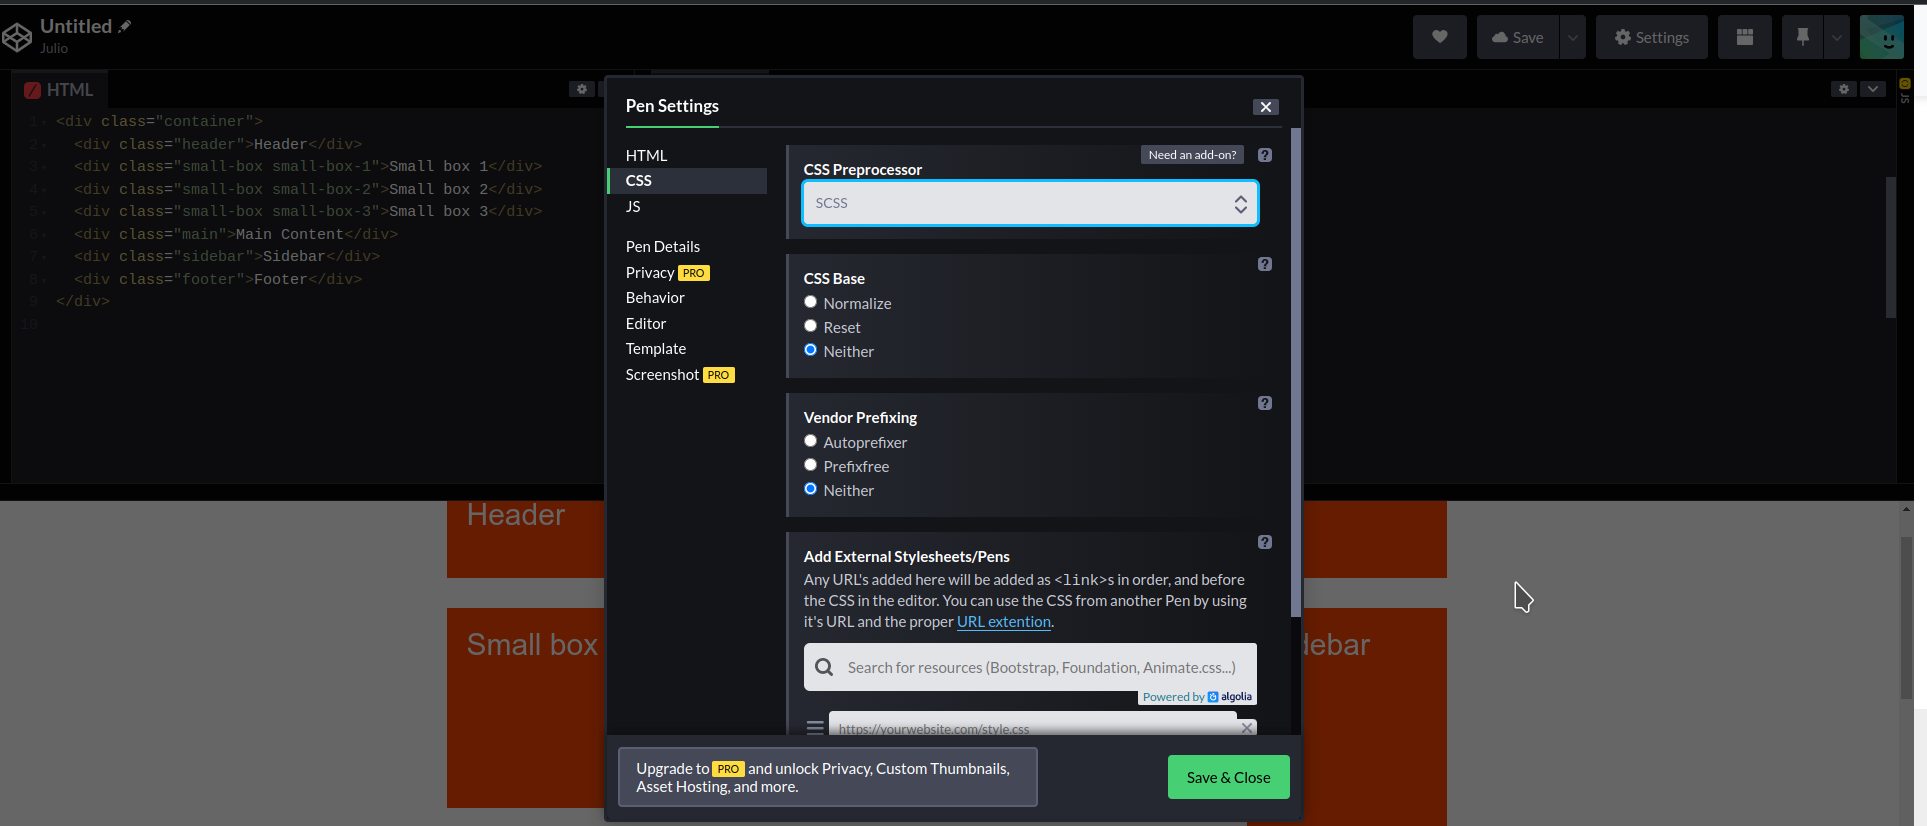 Untitled
Julio
Save
Settings
HTML
JS
1 <div class="container">
2 <div class="header">Header</div>
3 <div class="small-box small-box-1">Small box 1</div>
4 <div class="small-box small-box-2">Small box 2</div>
5 <div class="small-box small-box-3">Small box 3</div>
6 <div class="main">Main Content</div>
7 <div class="sidebar">Sidebar</div>
8 <div class="footer">Footer</div>
9 </div>
10
Pen Settings
HTML
CSS
JS
Pen Details
Privacy PRO
Behavior
Editor
Template
Screenshot PRO
Need an add-on?
?
CSS Preprocessor
SCSS
?
CSS Base
Normalize
Reset
Neither
?
Vendor Prefixing
Autoprefixer
Prefixfree
Neither
?
Add External Stylesheets/Pens
Any URL's added here will be added as <link>s in order, and before
the CSS in the editor. You can use the CSS from another Pen by using
it's URL and the proper URL extention.
Search for resources (Bootstrap, Foundation, Animate.css...)
Powered by algolia
https://yourwebsite.com/style.css
Upgrade to PRO and unlock Privacy, Custom Thumbnails,
Asset Hosting, and more.
Save & Close
Header
Small box
debar